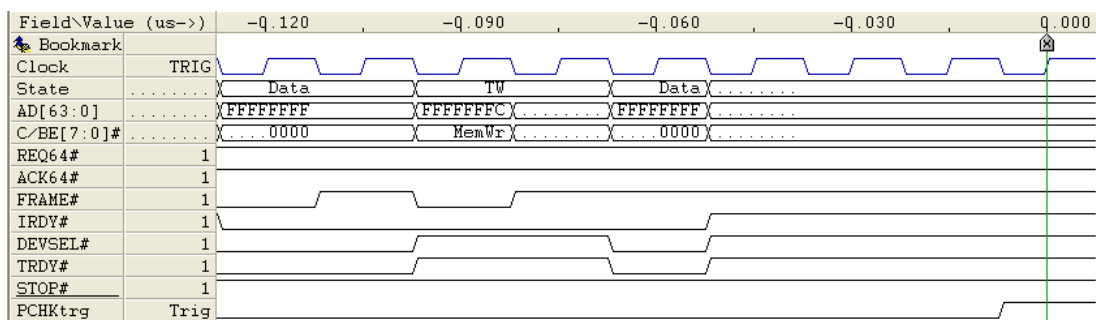 Field\Value (us->) -0.120 -0.090 -0.060 -0.030 0.000
Bookmark
Clock TRIG
State ........ Data TW Data ........
AD[63:0] ........ FFFFFFFF FFFFFFFC ........ FFFFFFFF ........
C/BE[7:0]# ........ ....0000 MemWr ........ ....0000 ........
REQ64# 1
ACK64# 1
FRAME# 1
IRDY# 1
DEVSEL# 1
TRDY# 1
STOP# 1
PCHKtrg Trig